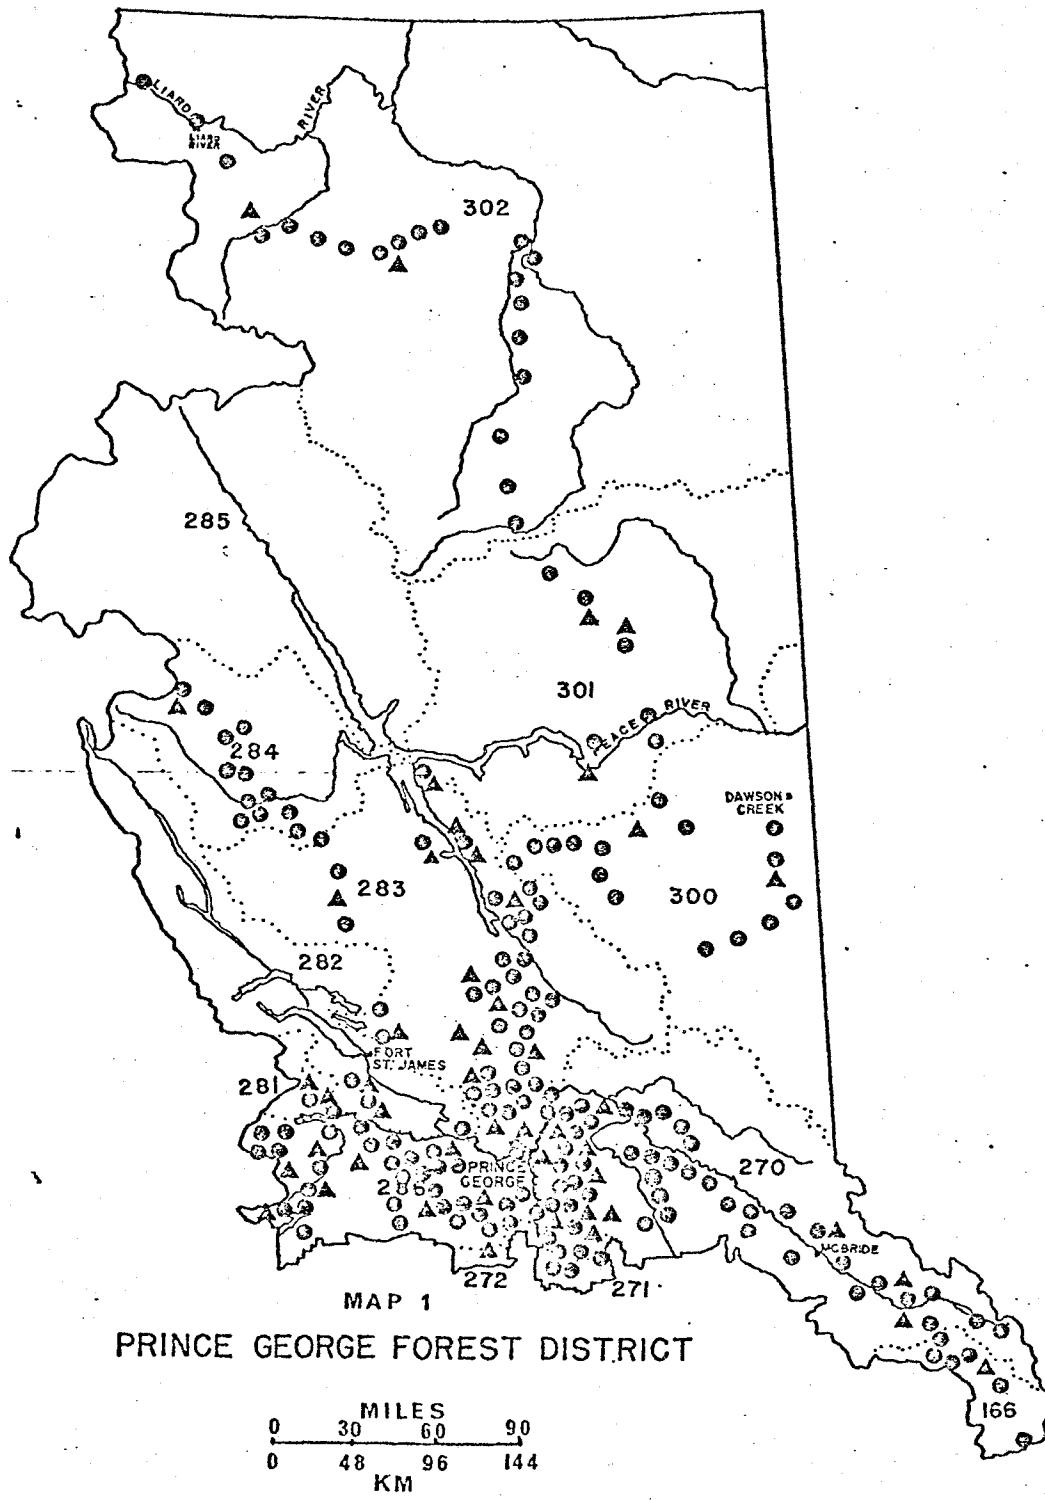 LIARD
RIVER
LIARD
RIVER
302
285
301
PEACE RIVER
284
DAWSON
CREEK
283
300
282
FORT
ST. JAMES
281
270
PRINCE
GEORGE
286
MCBRIDE
272
271
MAP 1
PRINCE GEORGE FOREST DISTRICT
166
MILES
0 30 60 90
0 48 96 144
KM